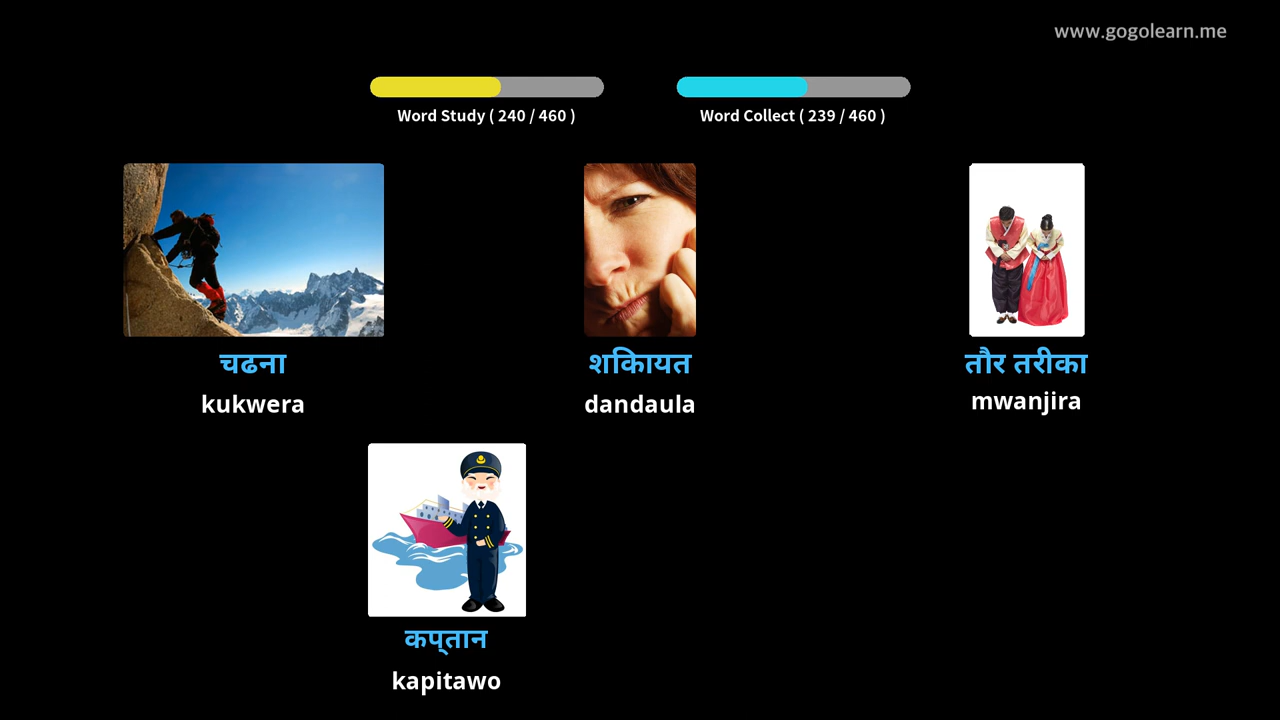 www.gogolearn.me
Word Study ( 240 / 460 )
Word Collect ( 239 / 460 )
चढना
kukwera
शिकायत
dandaula
तौर तरीका
mwanjira
कप्तान
kapitawo